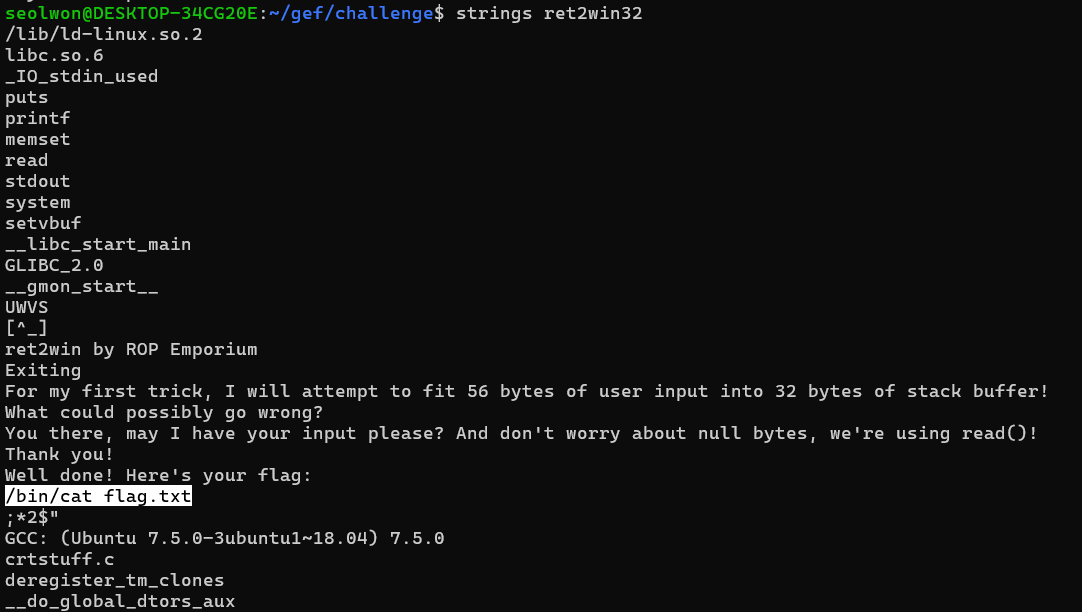 seolwon@DESKTOP-34CG20E:~/gef/challenge$ strings ret2win32
/lib/ld-linux.so.2
libc.so.6
_IO_stdin_used
puts
printf
memset
read
stdout
system
setvbuf
__libc_start_main
GLIBC_2.0
__gmon_start__
UWVS
[^_]
ret2win by ROP Emporium
Exiting
For my first trick, I will attempt to fit 56 bytes of user input into 32 bytes of stack buffer!
What could possibly go wrong?
You there, may I have your input please? And don't worry about null bytes, we're using read()!
Thank you!
Well done! Here's your flag:
/bin/cat flag.txt
;*2$"
GCC: (Ubuntu 7.5.0-3ubuntu1~18.04) 7.5.0
crtstuff.c
deregister_tm_clones
__do_global_dtors_aux